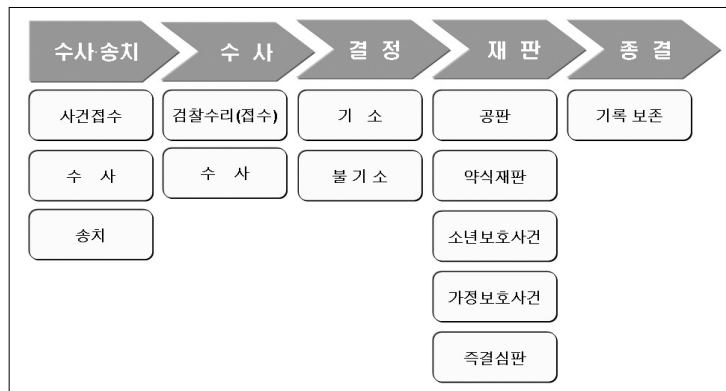 수사·송치
수 사
결 정
재 판
종 결
사건접수
검찰수리(접수)
기 소
공판
기록 보존
수 사
수 사
불 기 소
약식재판
송치
소년보호사건
가정보호사건
즉결심판